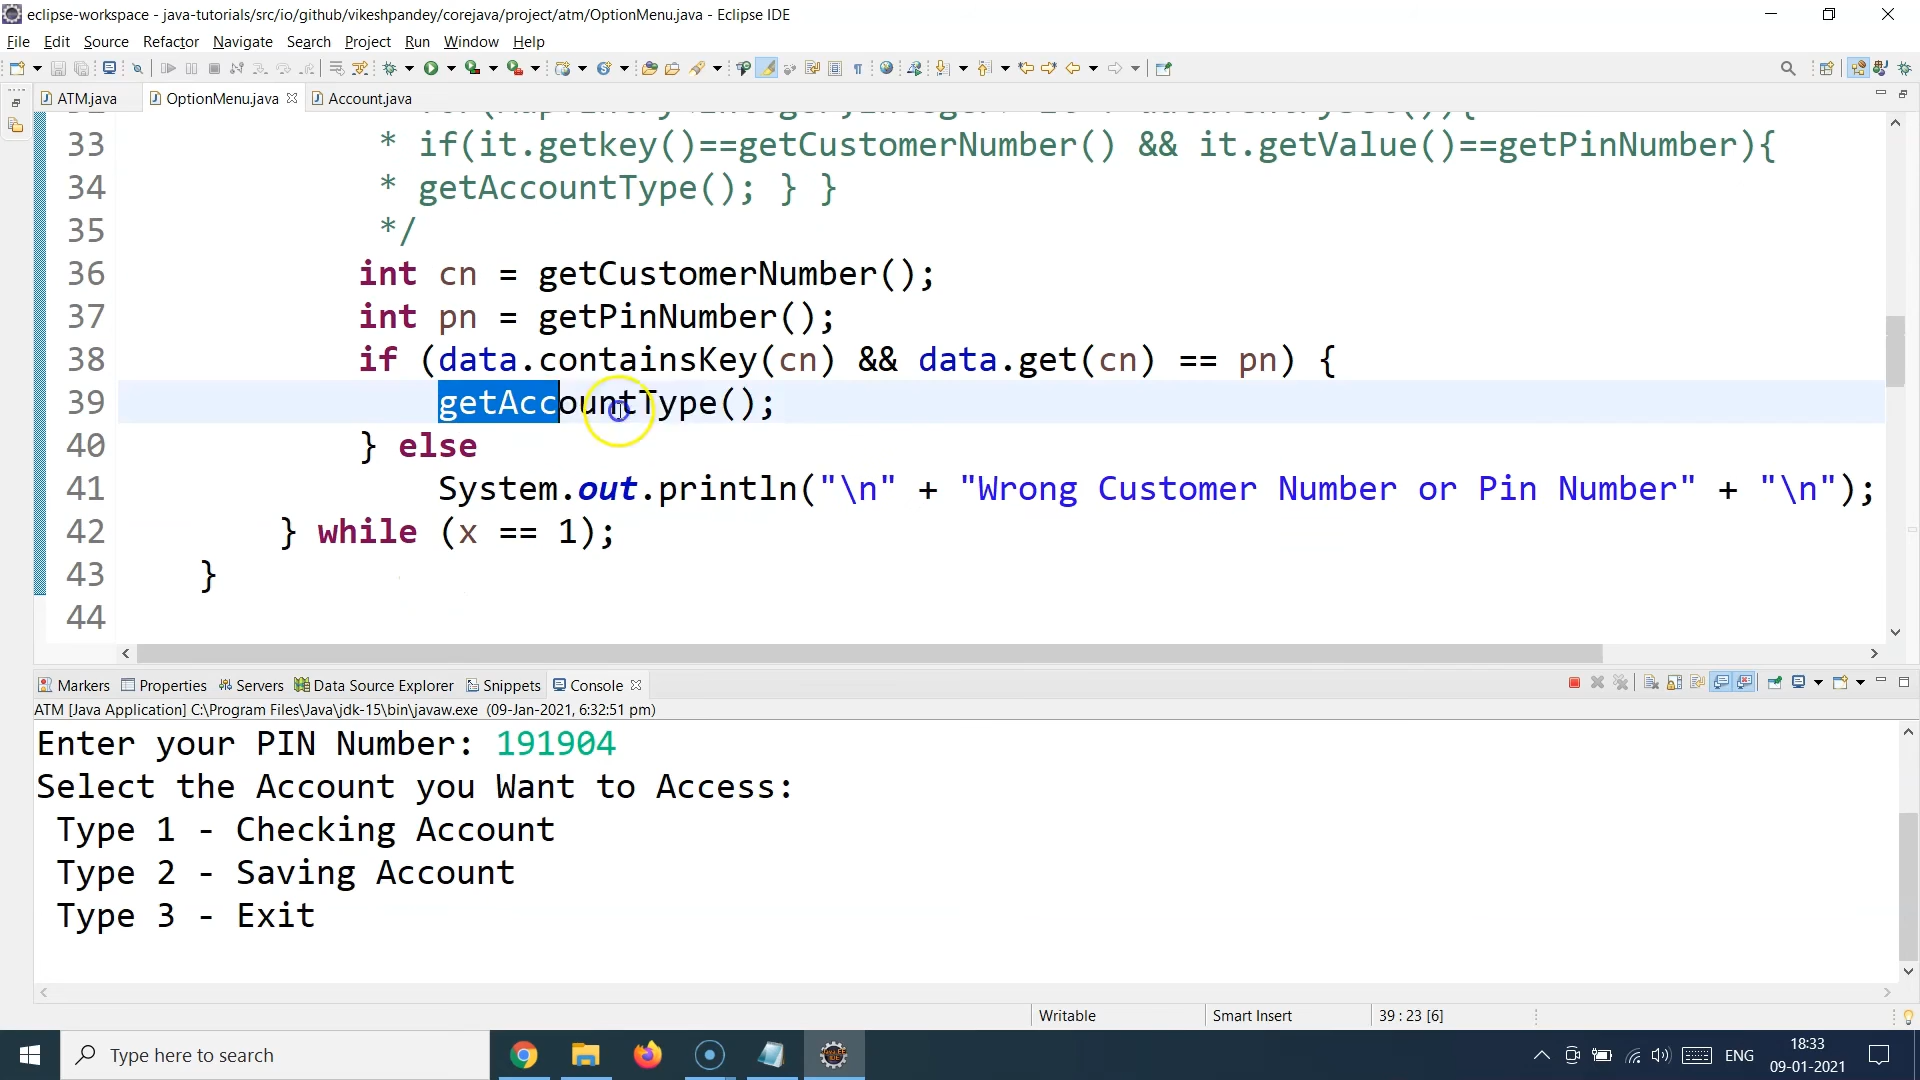 eclipse-workspace - java-tutorials/src/io/github/vikeshpandey/corejava/project/atm/OptionMenu.java - Eclipse IDE
File Edit Source Refactor Navigate Search Project Run Window Help
ATM.java OptionMenu.java Account.java
33 * if(it.getkey()==getCustomerNumber() && it.getValue()==getPinNumber){
34 * getAccountType(); } }
35 */
36 int cn = getCustomerNumber();
37 int pn = getPinNumber();
38 if (data.containsKey(cn) && data.get(cn) == pn) {
39 getAccountType();
40 } else
41 System.out.println("\n" + "Wrong Customer Number or Pin Number" + "\n");
42 } while (x == 1);
43 }
44
Markers Properties Servers Data Source Explorer Snippets Console
ATM [Java Application] C:\Program Files\Java\jdk-15\bin\javaw.exe (09-Jan-2021, 6:32:51 pm)
Enter your PIN Number: 191904
Select the Account you Want to Access:
Type 1 - Checking Account
Type 2 - Saving Account
Type 3 - Exit
Writable Smart Insert 39 : 23 [6]
Type here to search
ENG
18:33
09-01-2021